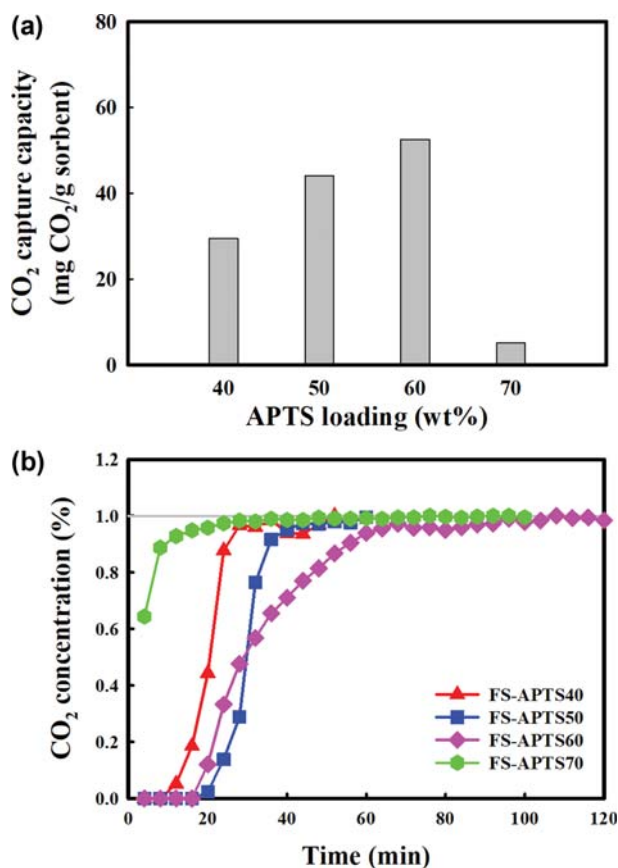 (a)
CO₂ capture capacity
(mg CO₂/g sorbent)
80
60
40
20
0
40 50 60 70
APTS loading (wt%)
(b)
CO₂ concentration (%)
1.2
1.0
0.8
0.6
0.4
0.2
0.0
FS-APTS40
FS-APTS50
FS-APTS60
FS-APTS70
0 20 40 60 80 100 120
Time (min)